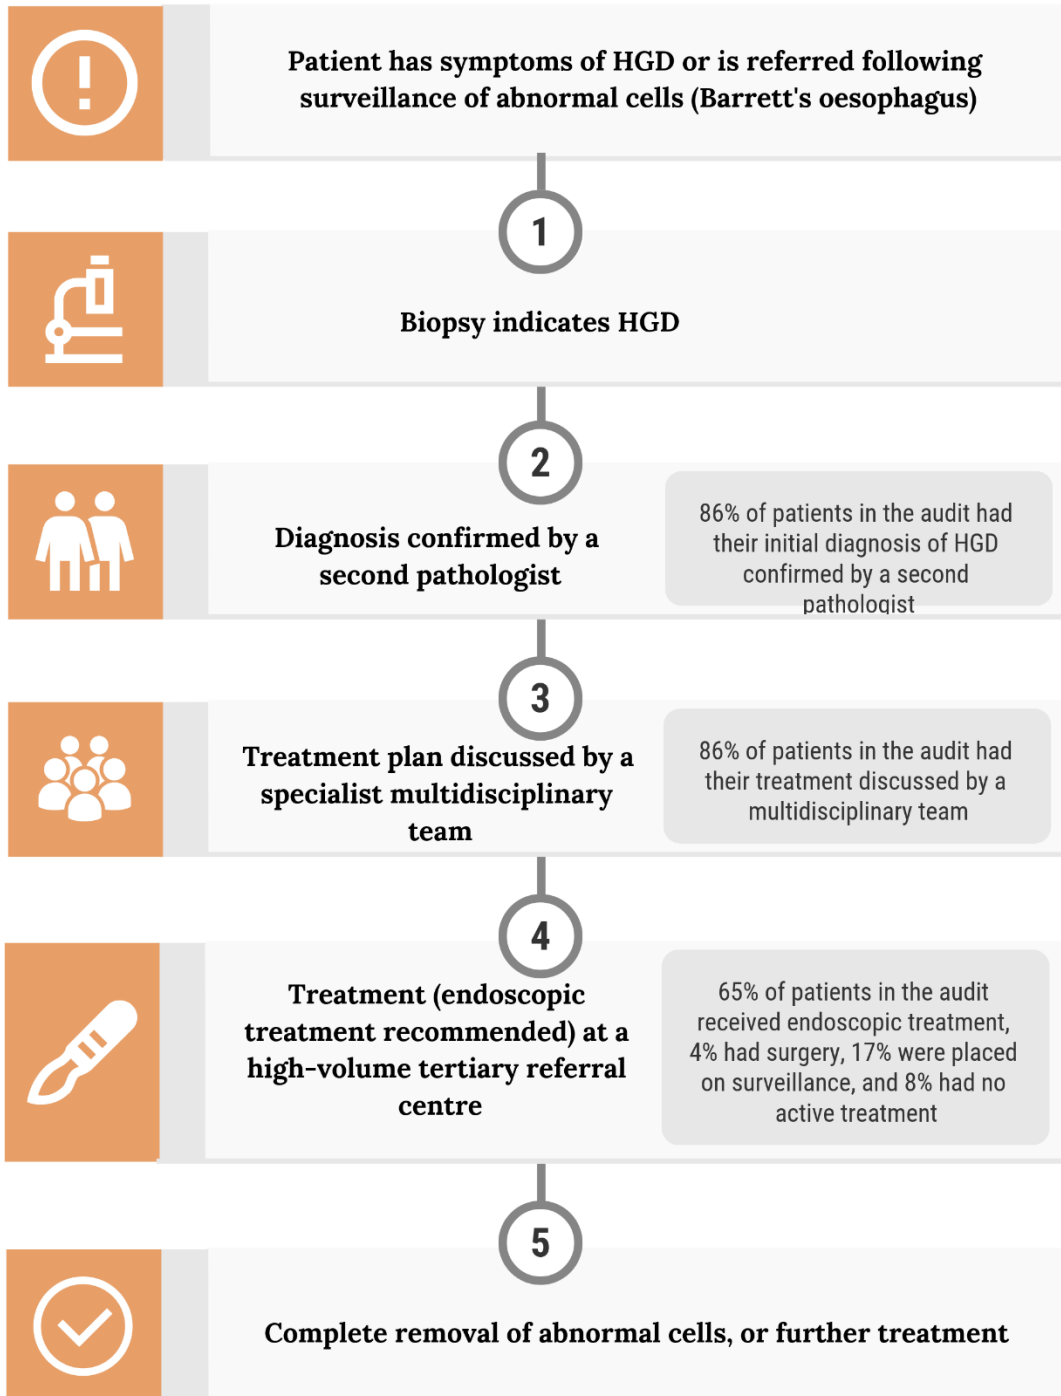 Patient has symptoms of HGD or is referred following
surveillance of abnormal cells (Barrett's oesophagus)
1
Biopsy indicates HGD
2
Diagnosis confirmed by a
second pathologist
86% of patients in the audit had
their initial diagnosis of HGD
confirmed by a second
pathologist
3
Treatment plan discussed by a
specialist multidisciplinary
team
86% of patients in the audit had
their treatment discussed by a
multidisciplinary team
4
Treatment (endoscopic
treatment recommended) at a
high-volume tertiary referral
centre
65% of patients in the audit
received endoscopic treatment,
4% had surgery, 17% were placed
on surveillance, and 8% had no
active treatment
5
Complete removal of abnormal cells, or further treatment